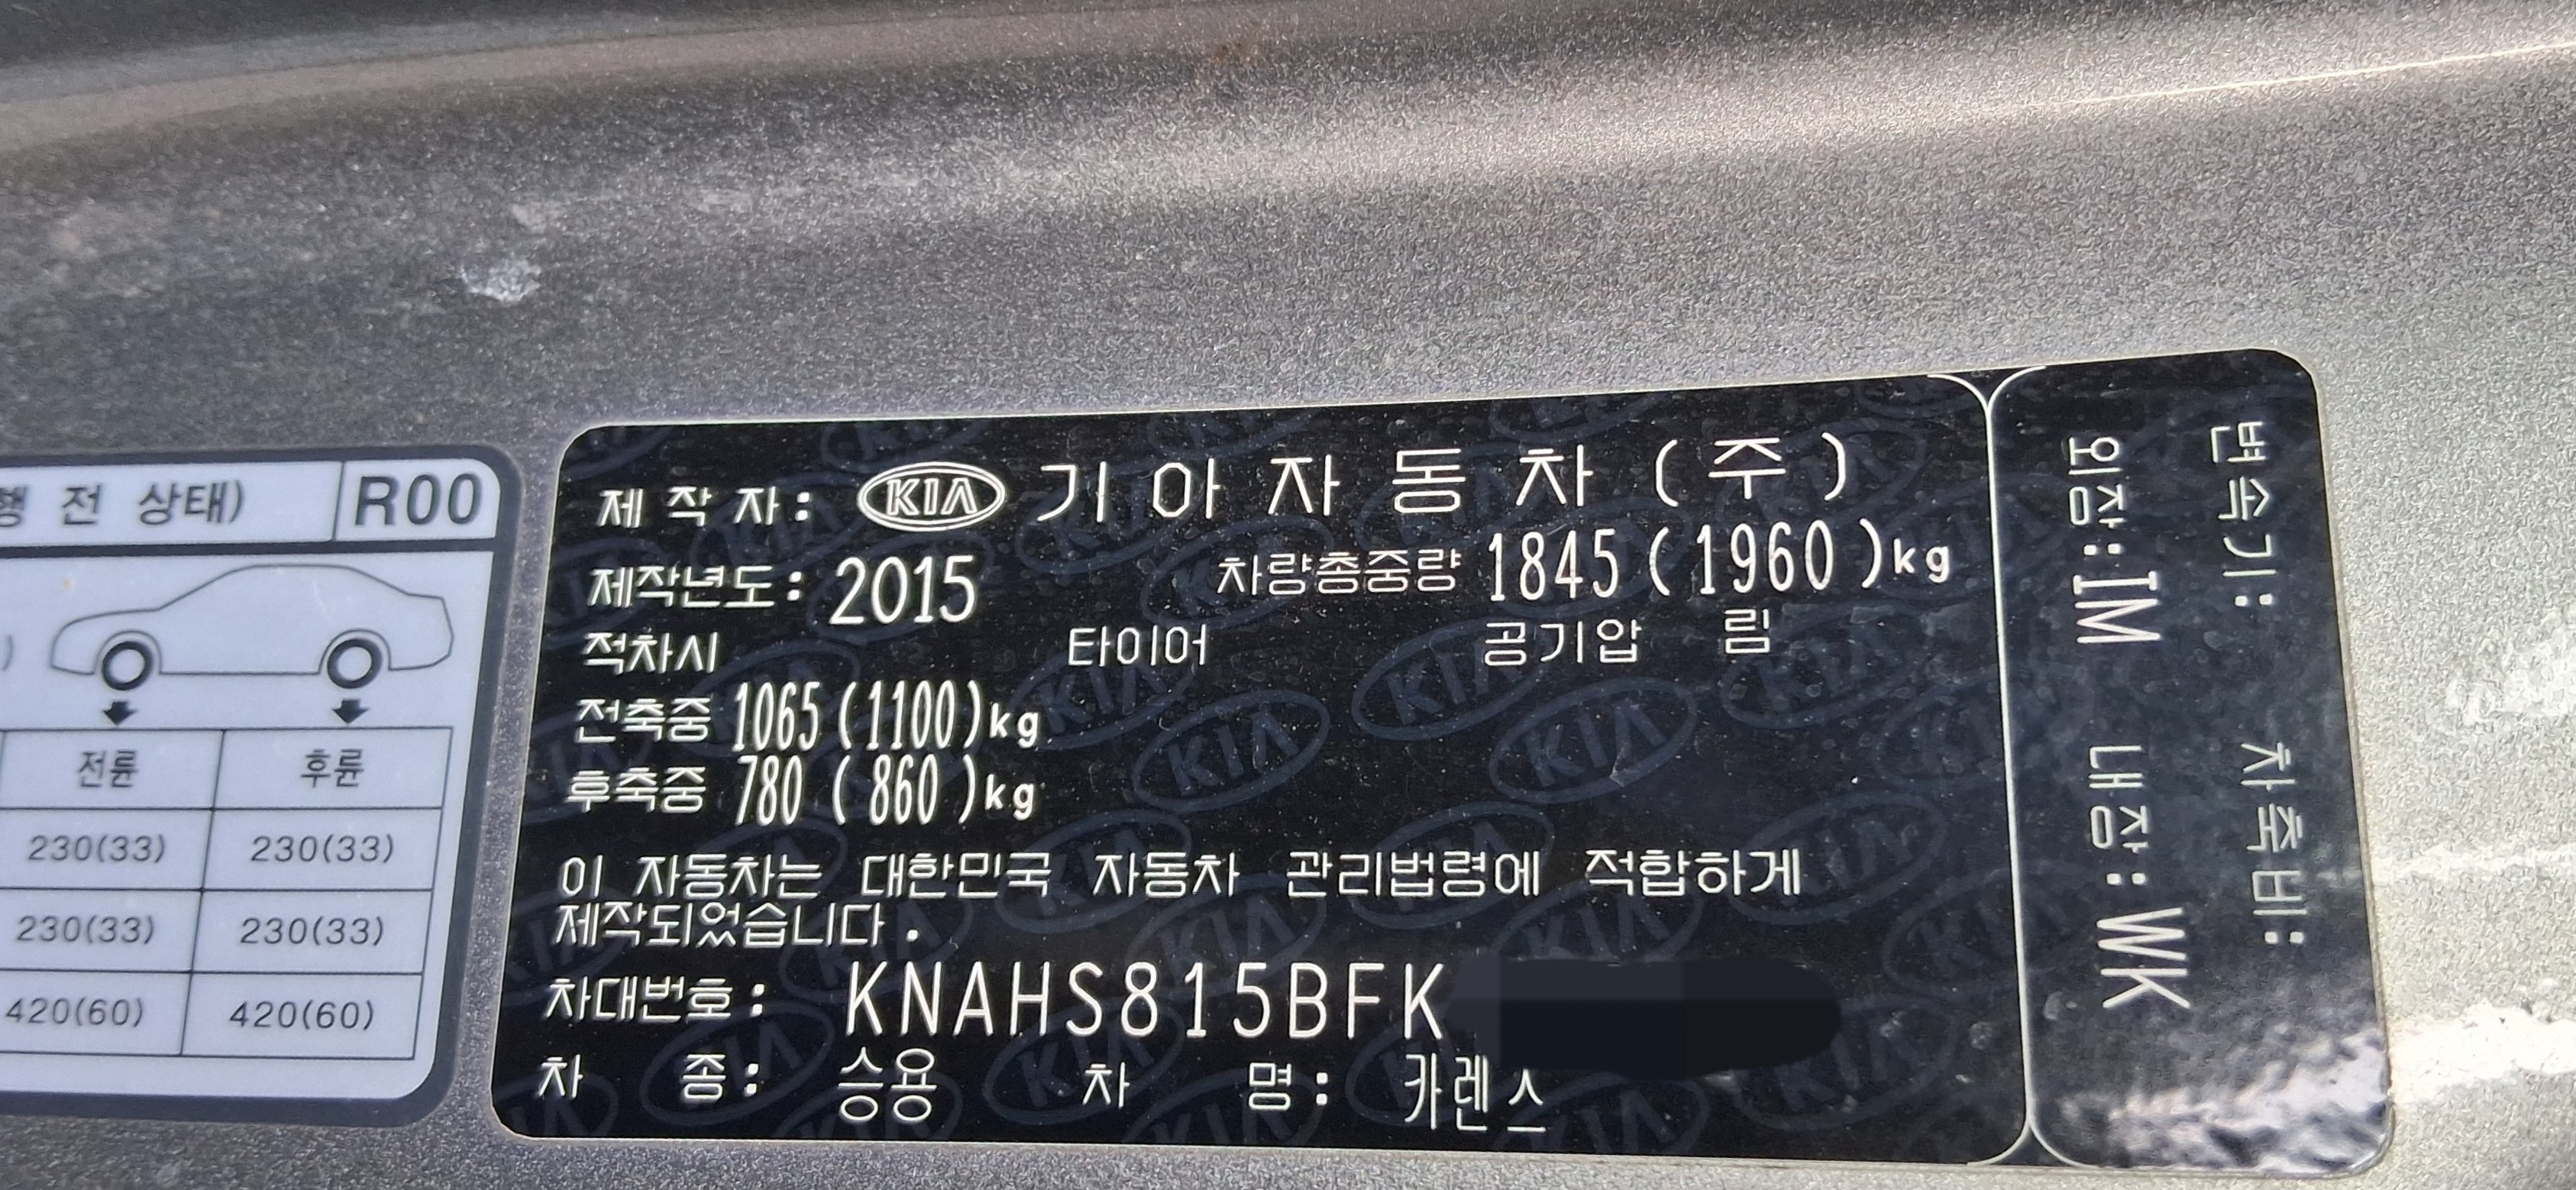 행 전 상태) R00
)
전륜 후륜
230(33) 230(33)
230(33) 230(33)
420(60) 420(60)
제 작 자: KIA 기 아 자 동 차 ( 주 )
제작년도: 2015 차량총중량 1845 ( 1960 )kg
적차시 타이어 공기압 림
전축중 1065 (1100)kg
후축중 780 ( 860 )kg
이 자동차는 대한민국 자동차 관리법령에 적합하게
제작되었습니다.
차대번호: KNAHS815BFK
차 종: 승용 차 명: 카렌스
변속기: 차축비:
외장:IM 내장:WK